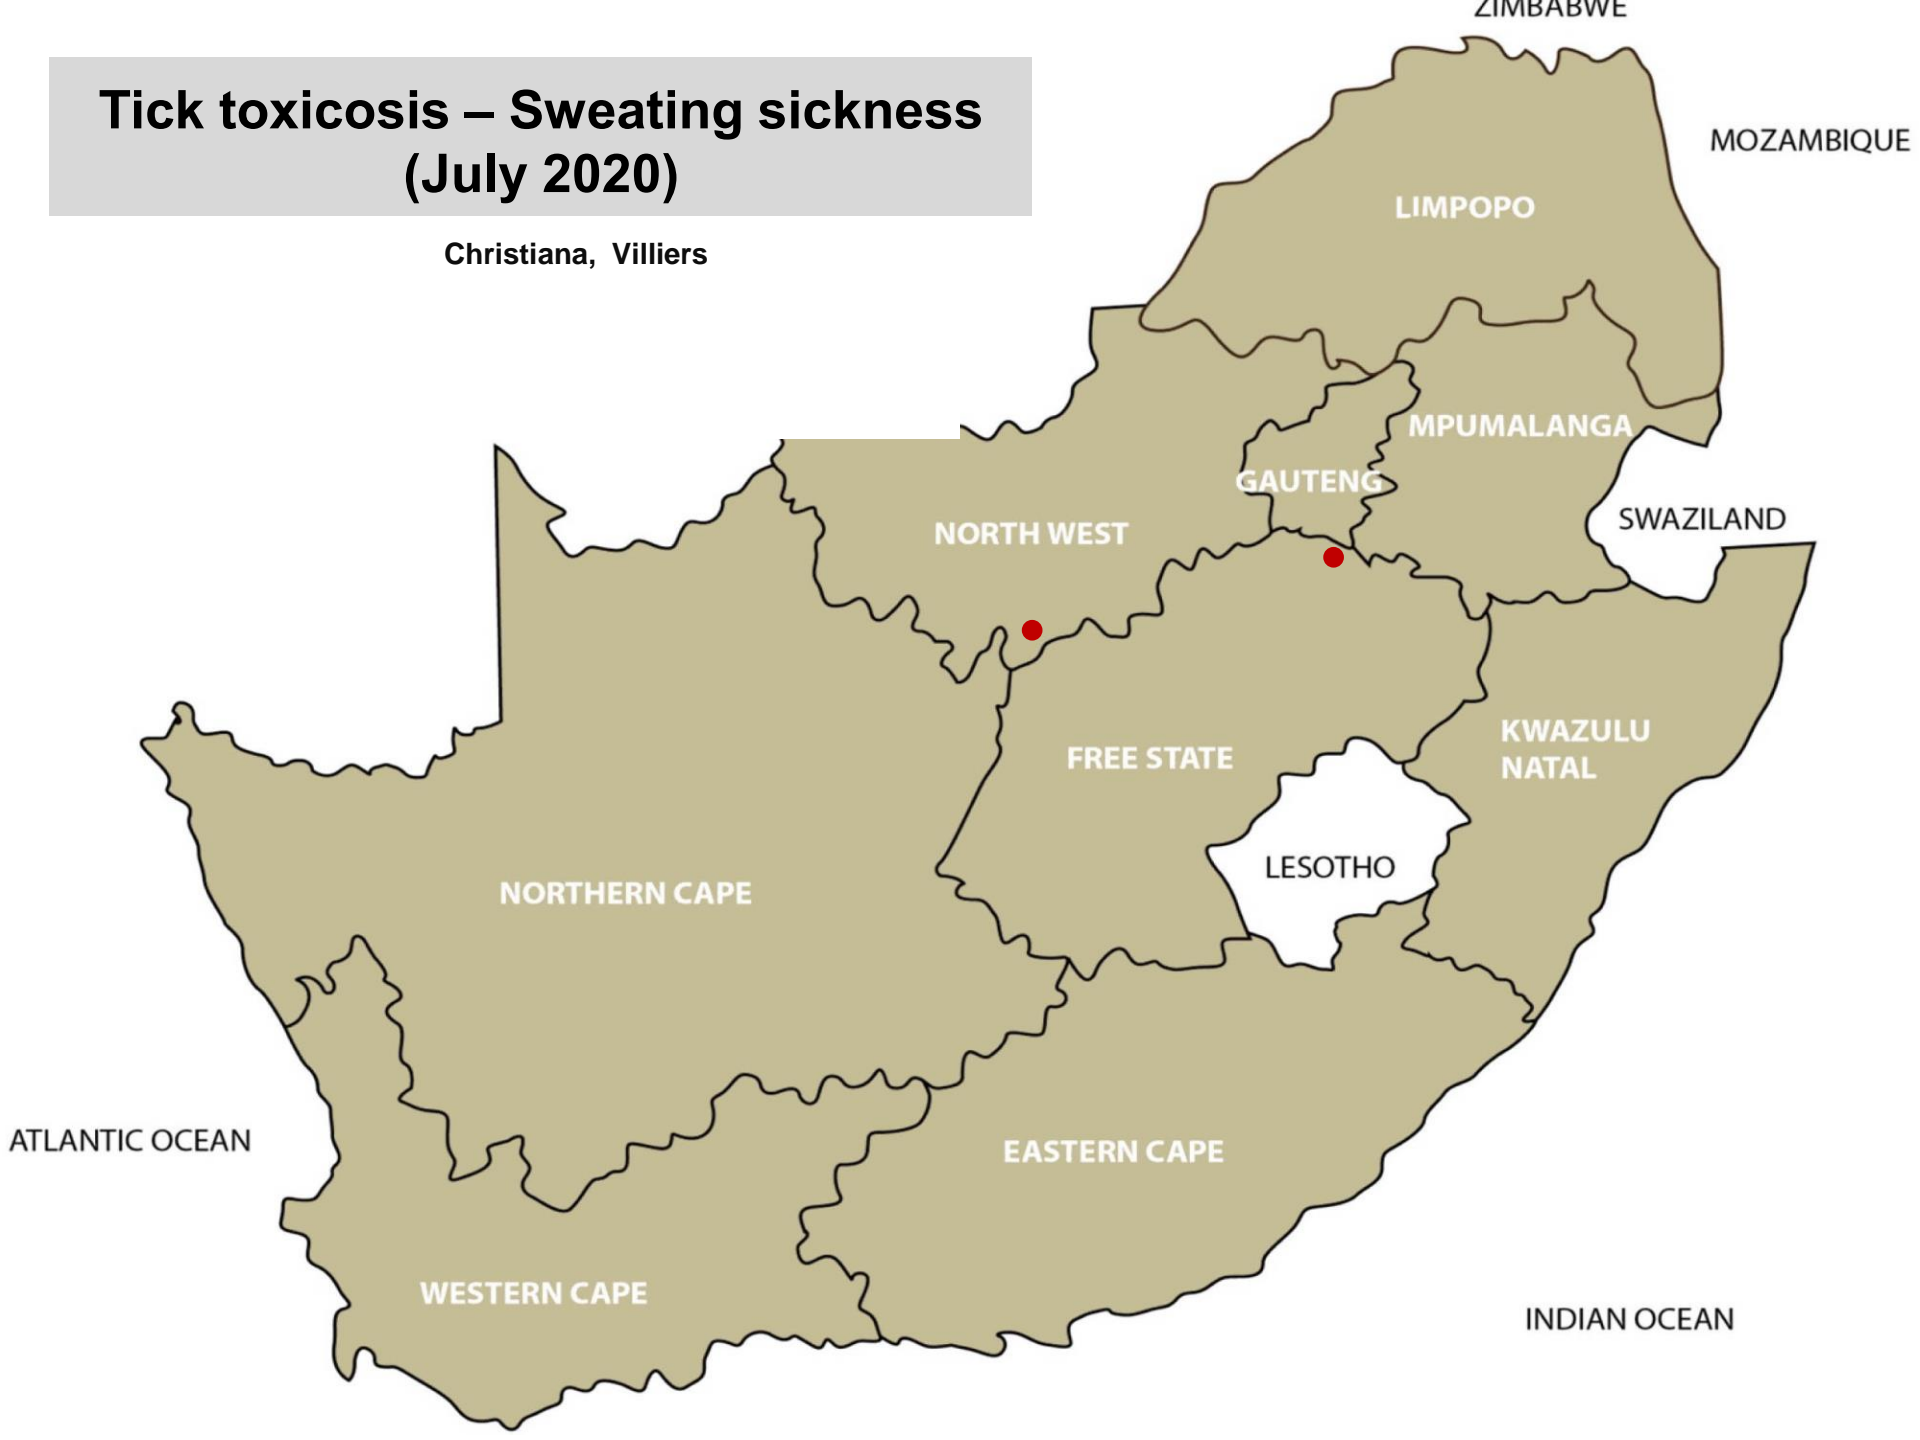 ZIMBABWE
Tick toxicosis – Sweating sickness
(July 2020)
MOZAMBIQUE
LIMPOPO
Christiana,  Villiers
MPUMALANGA
GAUTENG
SWAZILAND
NORTH WEST
KWAZULU
NATAL
FREE STATE
LESOTHO
NORTHERN CAPE
ATLANTIC OCEAN
EASTERN CAPE
WESTERN CAPE
INDIAN OCEAN